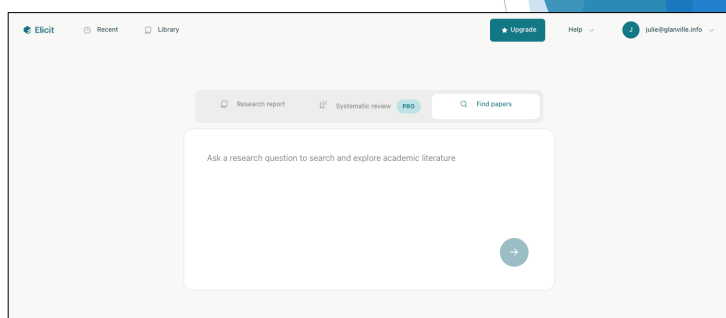 Elicit Recent Library Upgrade Help J julie@glanville.info
Research report Systematic review PRO Find papers
Ask a research question to search and explore academic literature